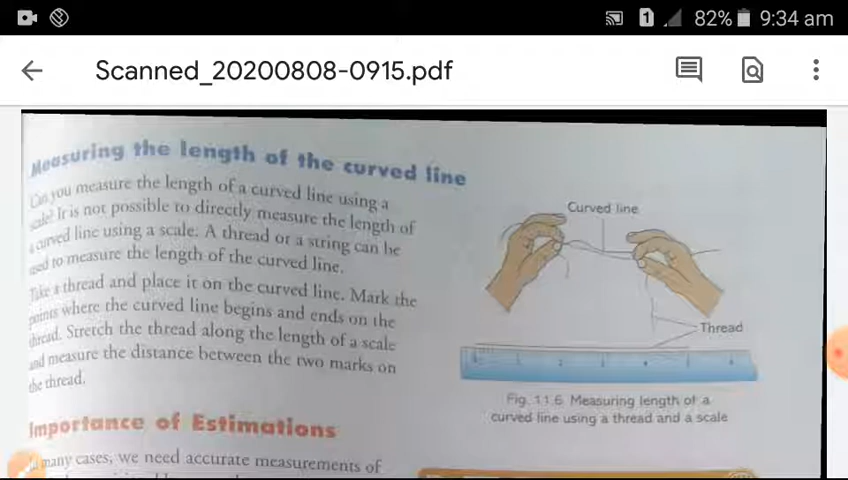 82% 9:34 am
Scanned_20200808-0915.pdf
Measuring the length of the curved line
Can you measure the length of a curved line using a
scale? It is not possible to directly measure the length of
a curved line using a scale. A thread or a string can be
used to measure the length of the curved line.
Take a thread and place it on the curved line. Mark the
points where the curved line begins and ends on the
thread. Stretch the thread along the length of a scale
and measure the distance between the two marks on
the thread.
Curved line
Thread
Fig. 11.6 Measuring length of a
curved line using a thread and a scale
Importance of Estimations
many cases, we need accurate measurements of